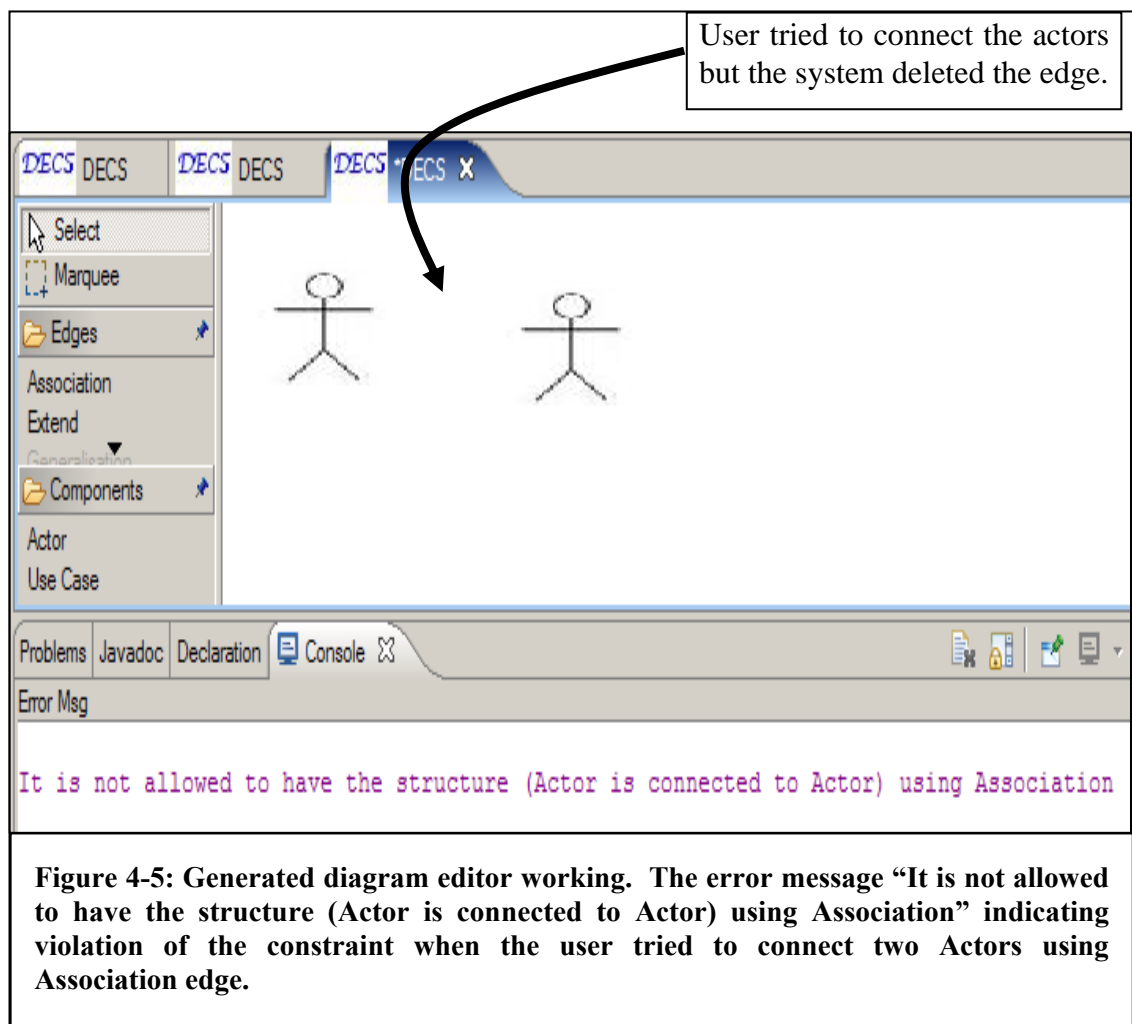 User tried to connect the actors
but the system deleted the edge.
DECS DECS DECS DECS DECS *DECS
Select
Marquee
Edges
Association
Extend
Generalisation
Components
Actor
Use Case
Problems Javadoc Declaration Console
Error Msg
It is not allowed to have the structure (Actor is connected to Actor) using Association
Figure 4-5: Generated diagram editor working. The error message “It is not allowed
to have the structure (Actor is connected to Actor) using Association” indicating
violation of the constraint when the user tried to connect two Actors using
Association edge.